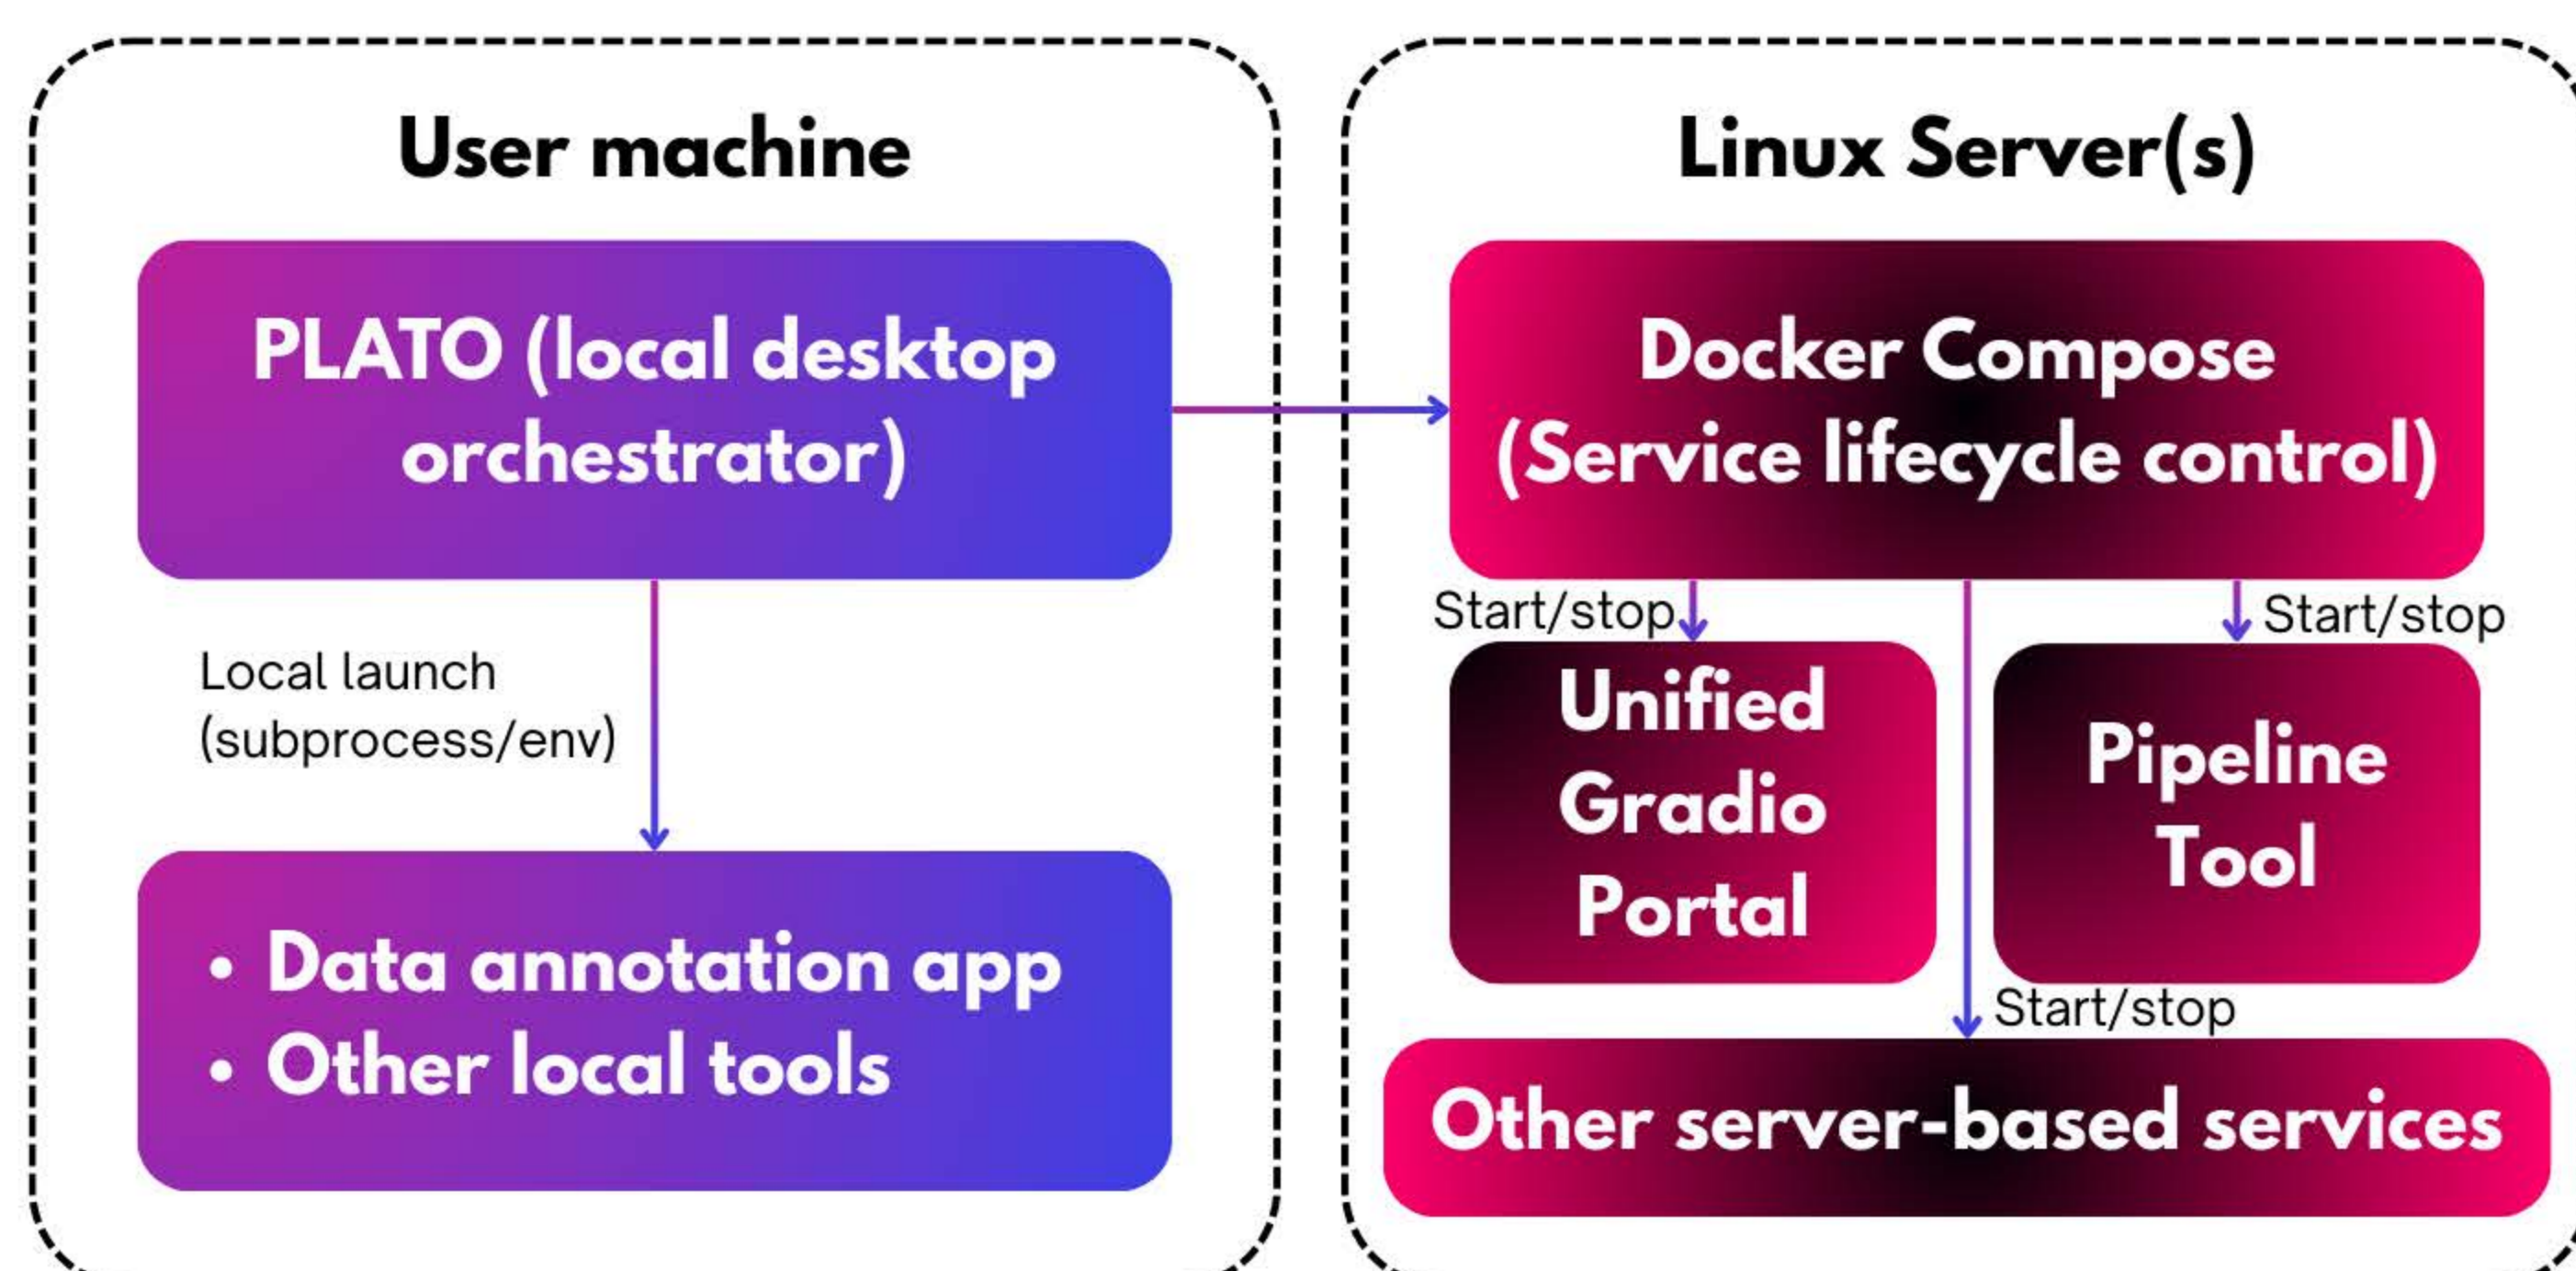 User machine
PLATO (local desktop
orchestrator)
Local launch
(subprocess/env)
• Data annotation app
• Other local tools
Linux Server(s)
Docker Compose
(Service lifecycle control)
Start/stop
Start/stop
Unified
Gradio
Portal
Pipeline
Tool
Start/stop
Other server-based services